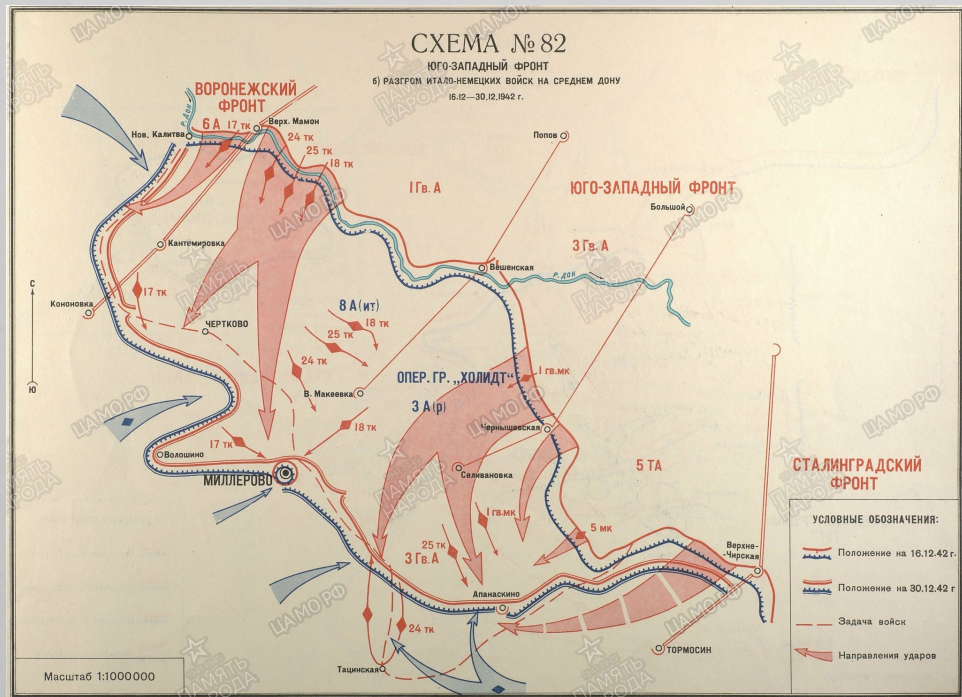 СХЕМА № 82
ЮГО-ЗАПАДНЫЙ ФРОНТ
б) РАЗГРОМ ИТАЛО-НЕМЕЦКИХ ВОЙСК НА СРЕДНЕМ ДОНУ
16.12—30.12.1942 г.
ВОРОНЕЖСКИЙ
ФРОНТ
р. ДОН
6 А
17 тк
Верх. Мамон
Нов. Калитва
24 тк
25 тк
18 тк
Попов
1 Гв. А
ЮГО-ЗАПАДНЫЙ ФРОНТ
Большой
3 Гв. А
Кантемировка
Вешенская
р. ДОН
С
Ю
17 тк
Кононовка
ЧЕРТКОВО
8 А (ит)
18 тк
25 тк
24 тк
ОПЕР. ГР. „ХОЛИДТ"
1 гв.мк
В. Макеевка
3 А (р)
18 тк
17 тк
Чернышевская
Волошино
МИЛЛЕРОВО
Селивановка
5 ТА
СТАЛИНГРАДСКИЙ
ФРОНТ
1 гв.мк
5 мк
25 тк
3 Гв. А
Верхне-
-Чирская
Апанаскино
24 тк
Тацинская
ТОРМОСИН
УСЛОВНЫЕ ОБОЗНАЧЕНИЯ:
Положение на 16.12.42 г.
Положение на 30.12.42 г
Задача войск
Направления ударов
Масштаб 1:1000000
ЦАМО РФ
ПАМЯТЬ
НАРОДА